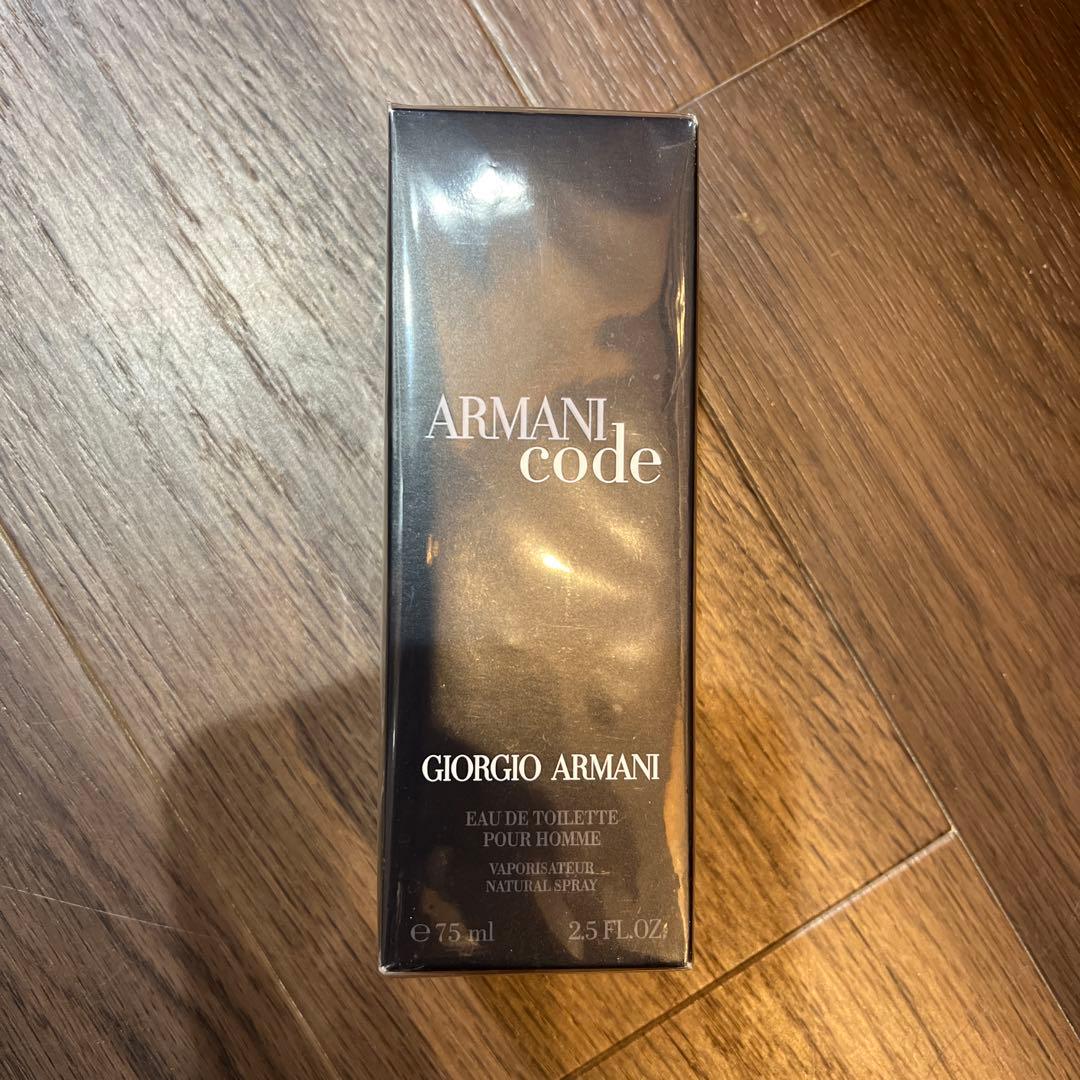 ARMANI
code
GIORGIO ARMANI
EAU DE TOILETTE
POUR HOMME
VAPORISATEUR
NATURAL SPRAY
℮ 75 ml 2.5 FL.OZ.